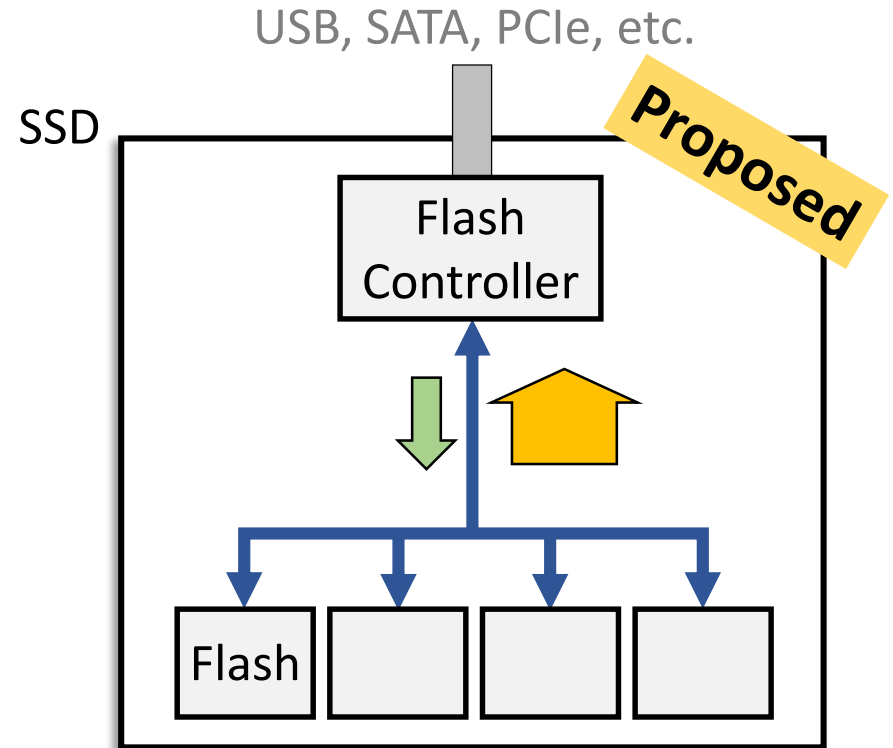 USB, SATA, PCIe, etc.
SSD
Proposed
Flash
Controller
Flash